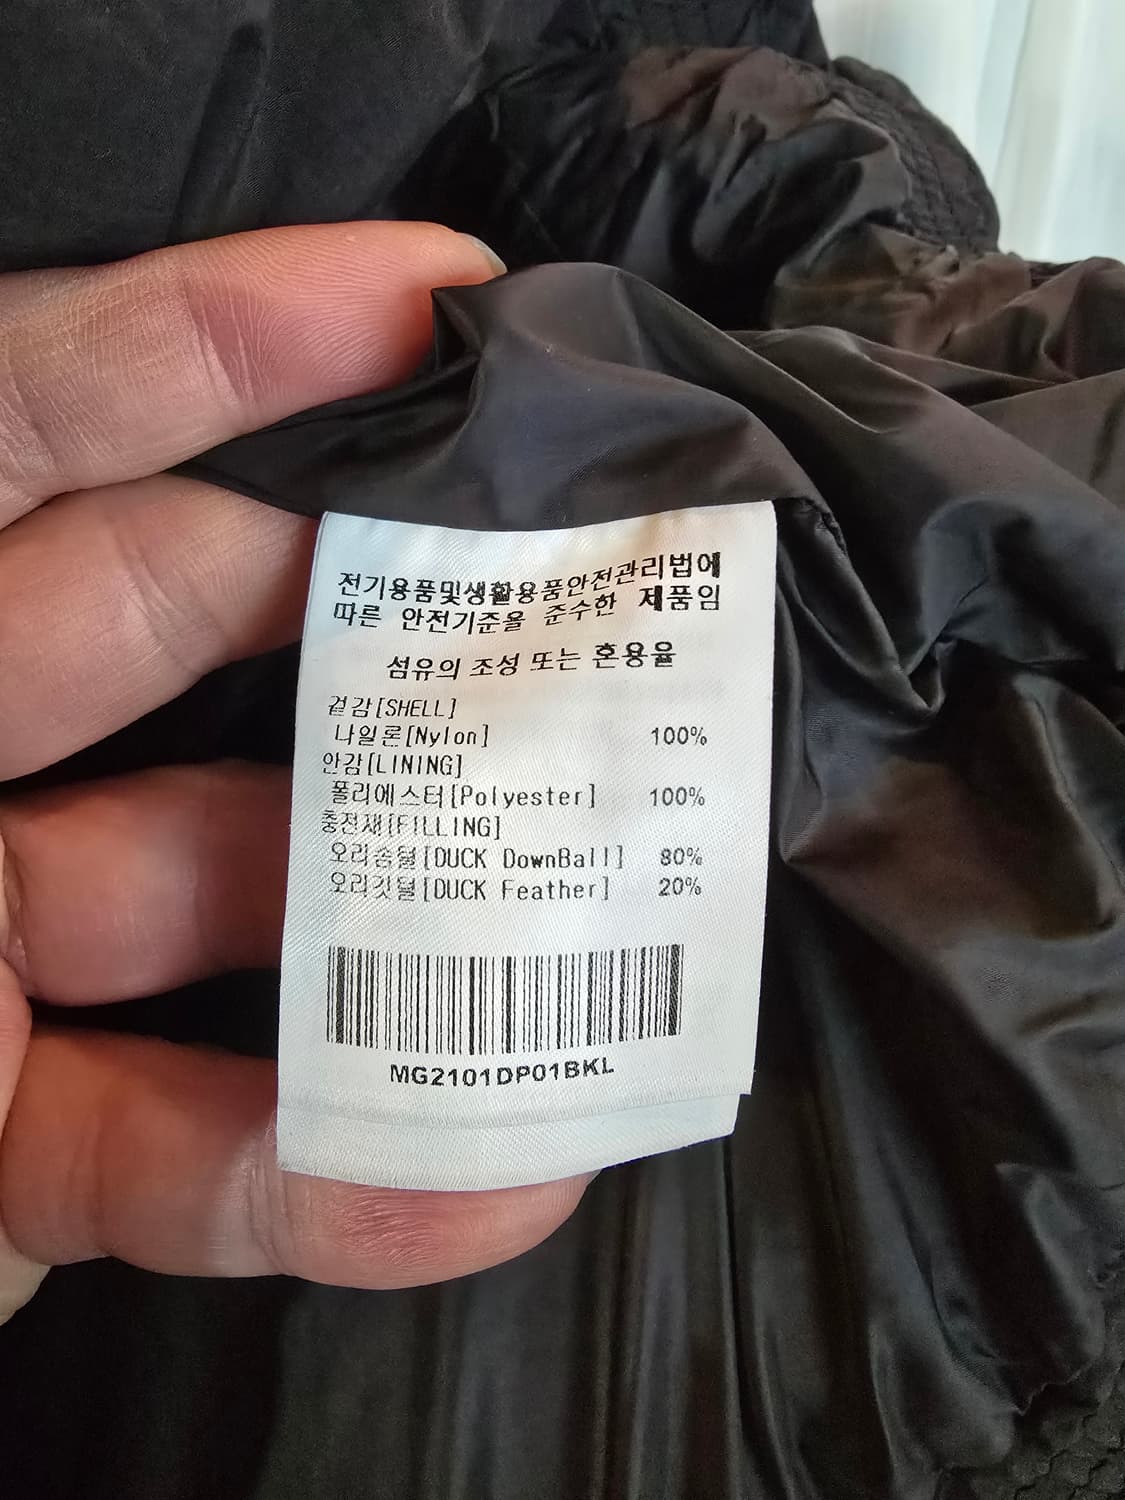 전기용품및생활용품안전관리법에
따른 안전기준을 준수한 제품임
섬유의 조성 또는 혼용율
겉감[SHELL]
나일론[Nylon] 100%
안감[LINING]
폴리에스터[Polyester] 100%
충전재[FILLING]
오리솜털[DUCK DownBall] 80%
오리깃털[DUCK Feather] 20%
MG2101DP01BKL